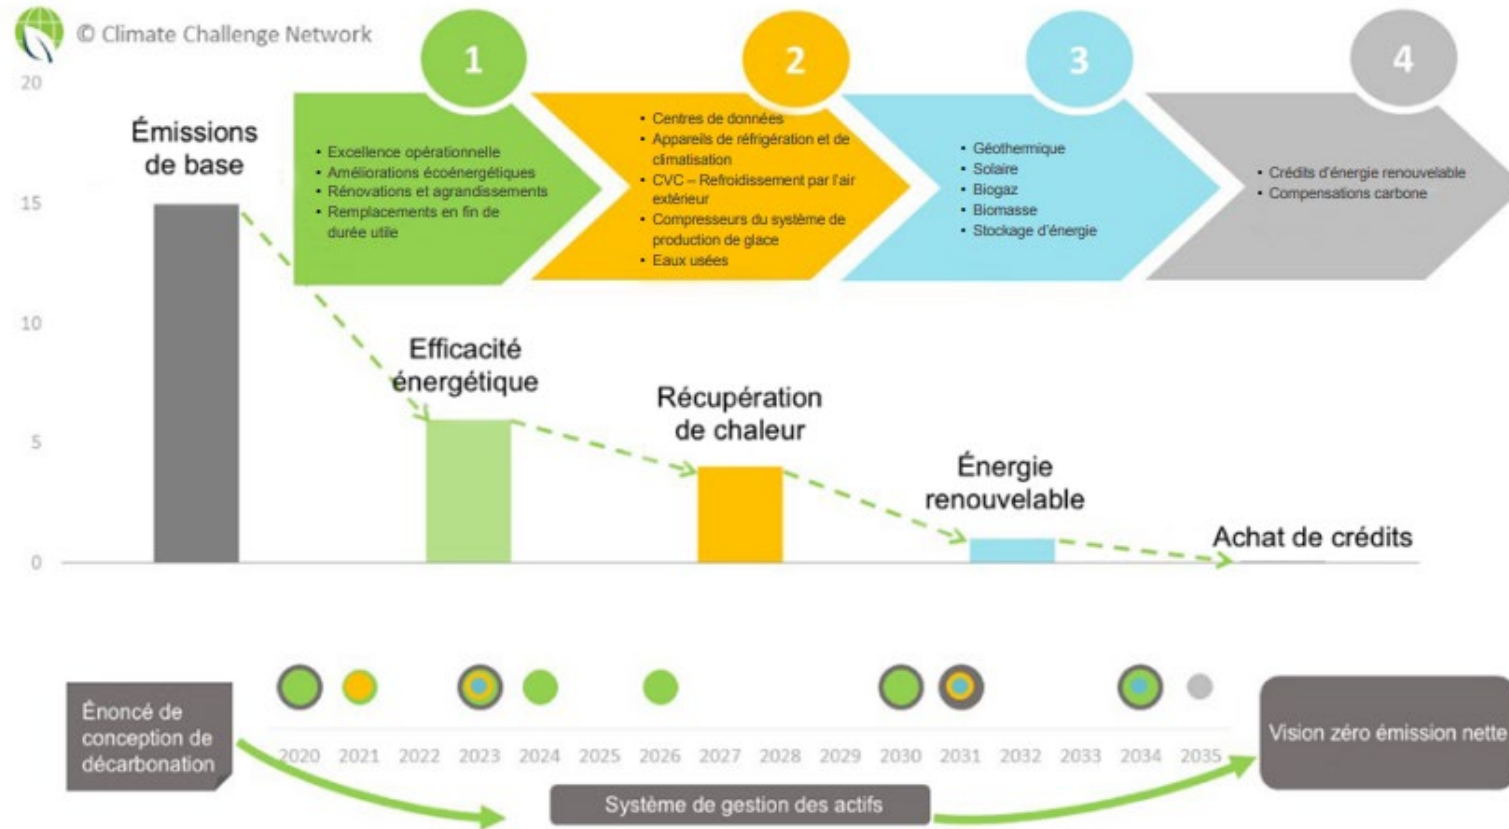 © Climate Challenge Network
1
2
3
4
• Excellence opérationnelle
• Améliorations écoénergétiques
• Rénovations et agrandissements
• Remplacements en fin de
durée utile
• Centres de données
• Appareils de réfrigération et de
climatisation
• CVC – Refroidissement par l'air
extérieur
• Compresseurs du système de
production de glace
• Eaux usées
• Géothermique
• Solaire
• Biogaz
• Biomasse
• Stockage d'énergie
• Crédits d'énergie renouvelable
• Compensations carbone
20
15
10
5
0
Émissions
de base
Efficacité
énergétique
Récupération
de chaleur
Énergie
renouvelable
Achat de crédits
Énoncé de
conception de
décarbonation
2020 2021 2022 2023 2024 2025 2026 2027 2028 2029 2030 2031 2032 2033 2034 2035
Système de gestion des actifs
Vision zéro émission nette